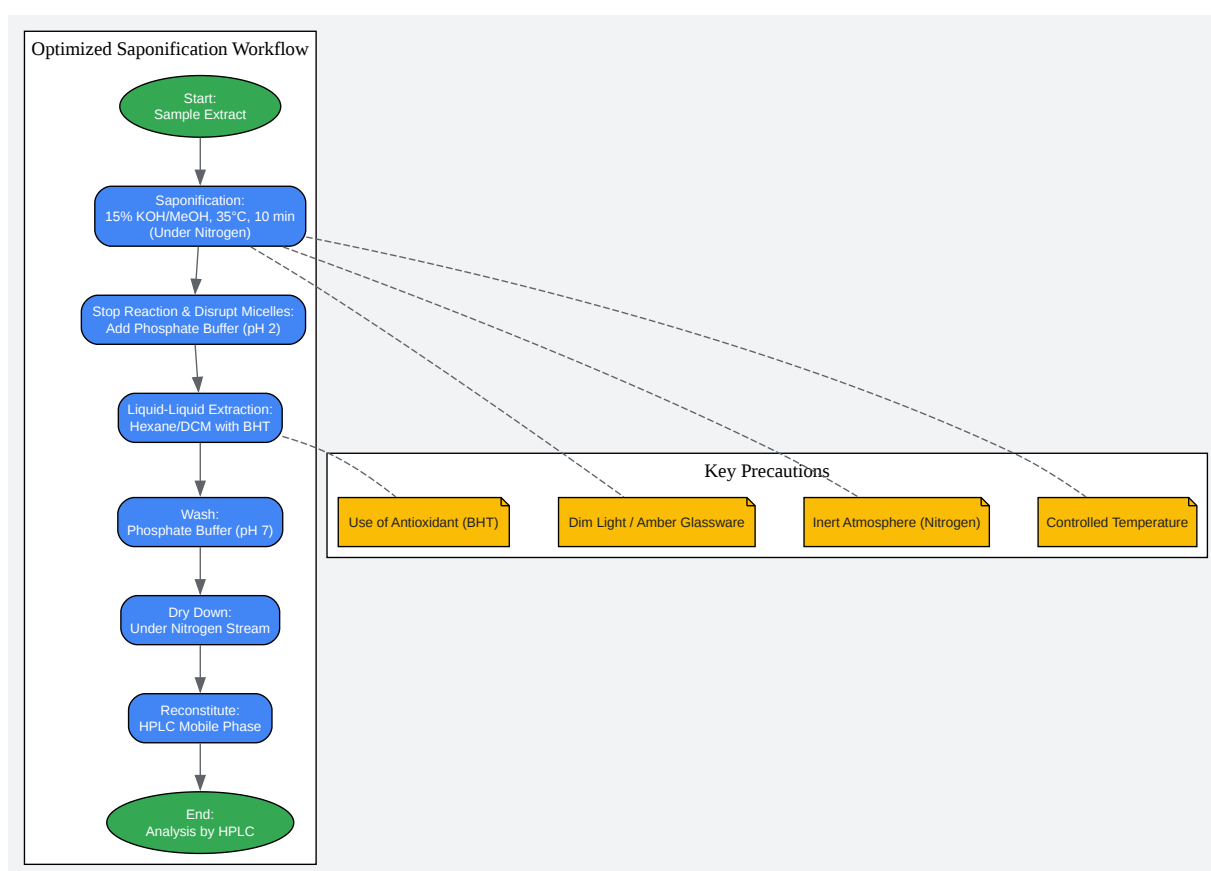 Optimized Saponification Workflow
Start:
Sample Extract
Saponification:
15% KOH/MeOH, 35°C, 10 min
(Under Nitrogen)
Stop Reaction & Disrupt Micelles:
Add Phosphate Buffer (pH 2)
Liquid-Liquid Extraction:
Hexane/DCM with BHT
Wash:
Phosphate Buffer (pH 7)
Dry Down:
Under Nitrogen Stream
Reconstitute:
HPLC Mobile Phase
End:
Analysis by HPLC
Key Precautions
Use of Antioxidant (BHT)
Dim Light / Amber Glassware
Inert Atmosphere (Nitrogen)
Controlled Temperature